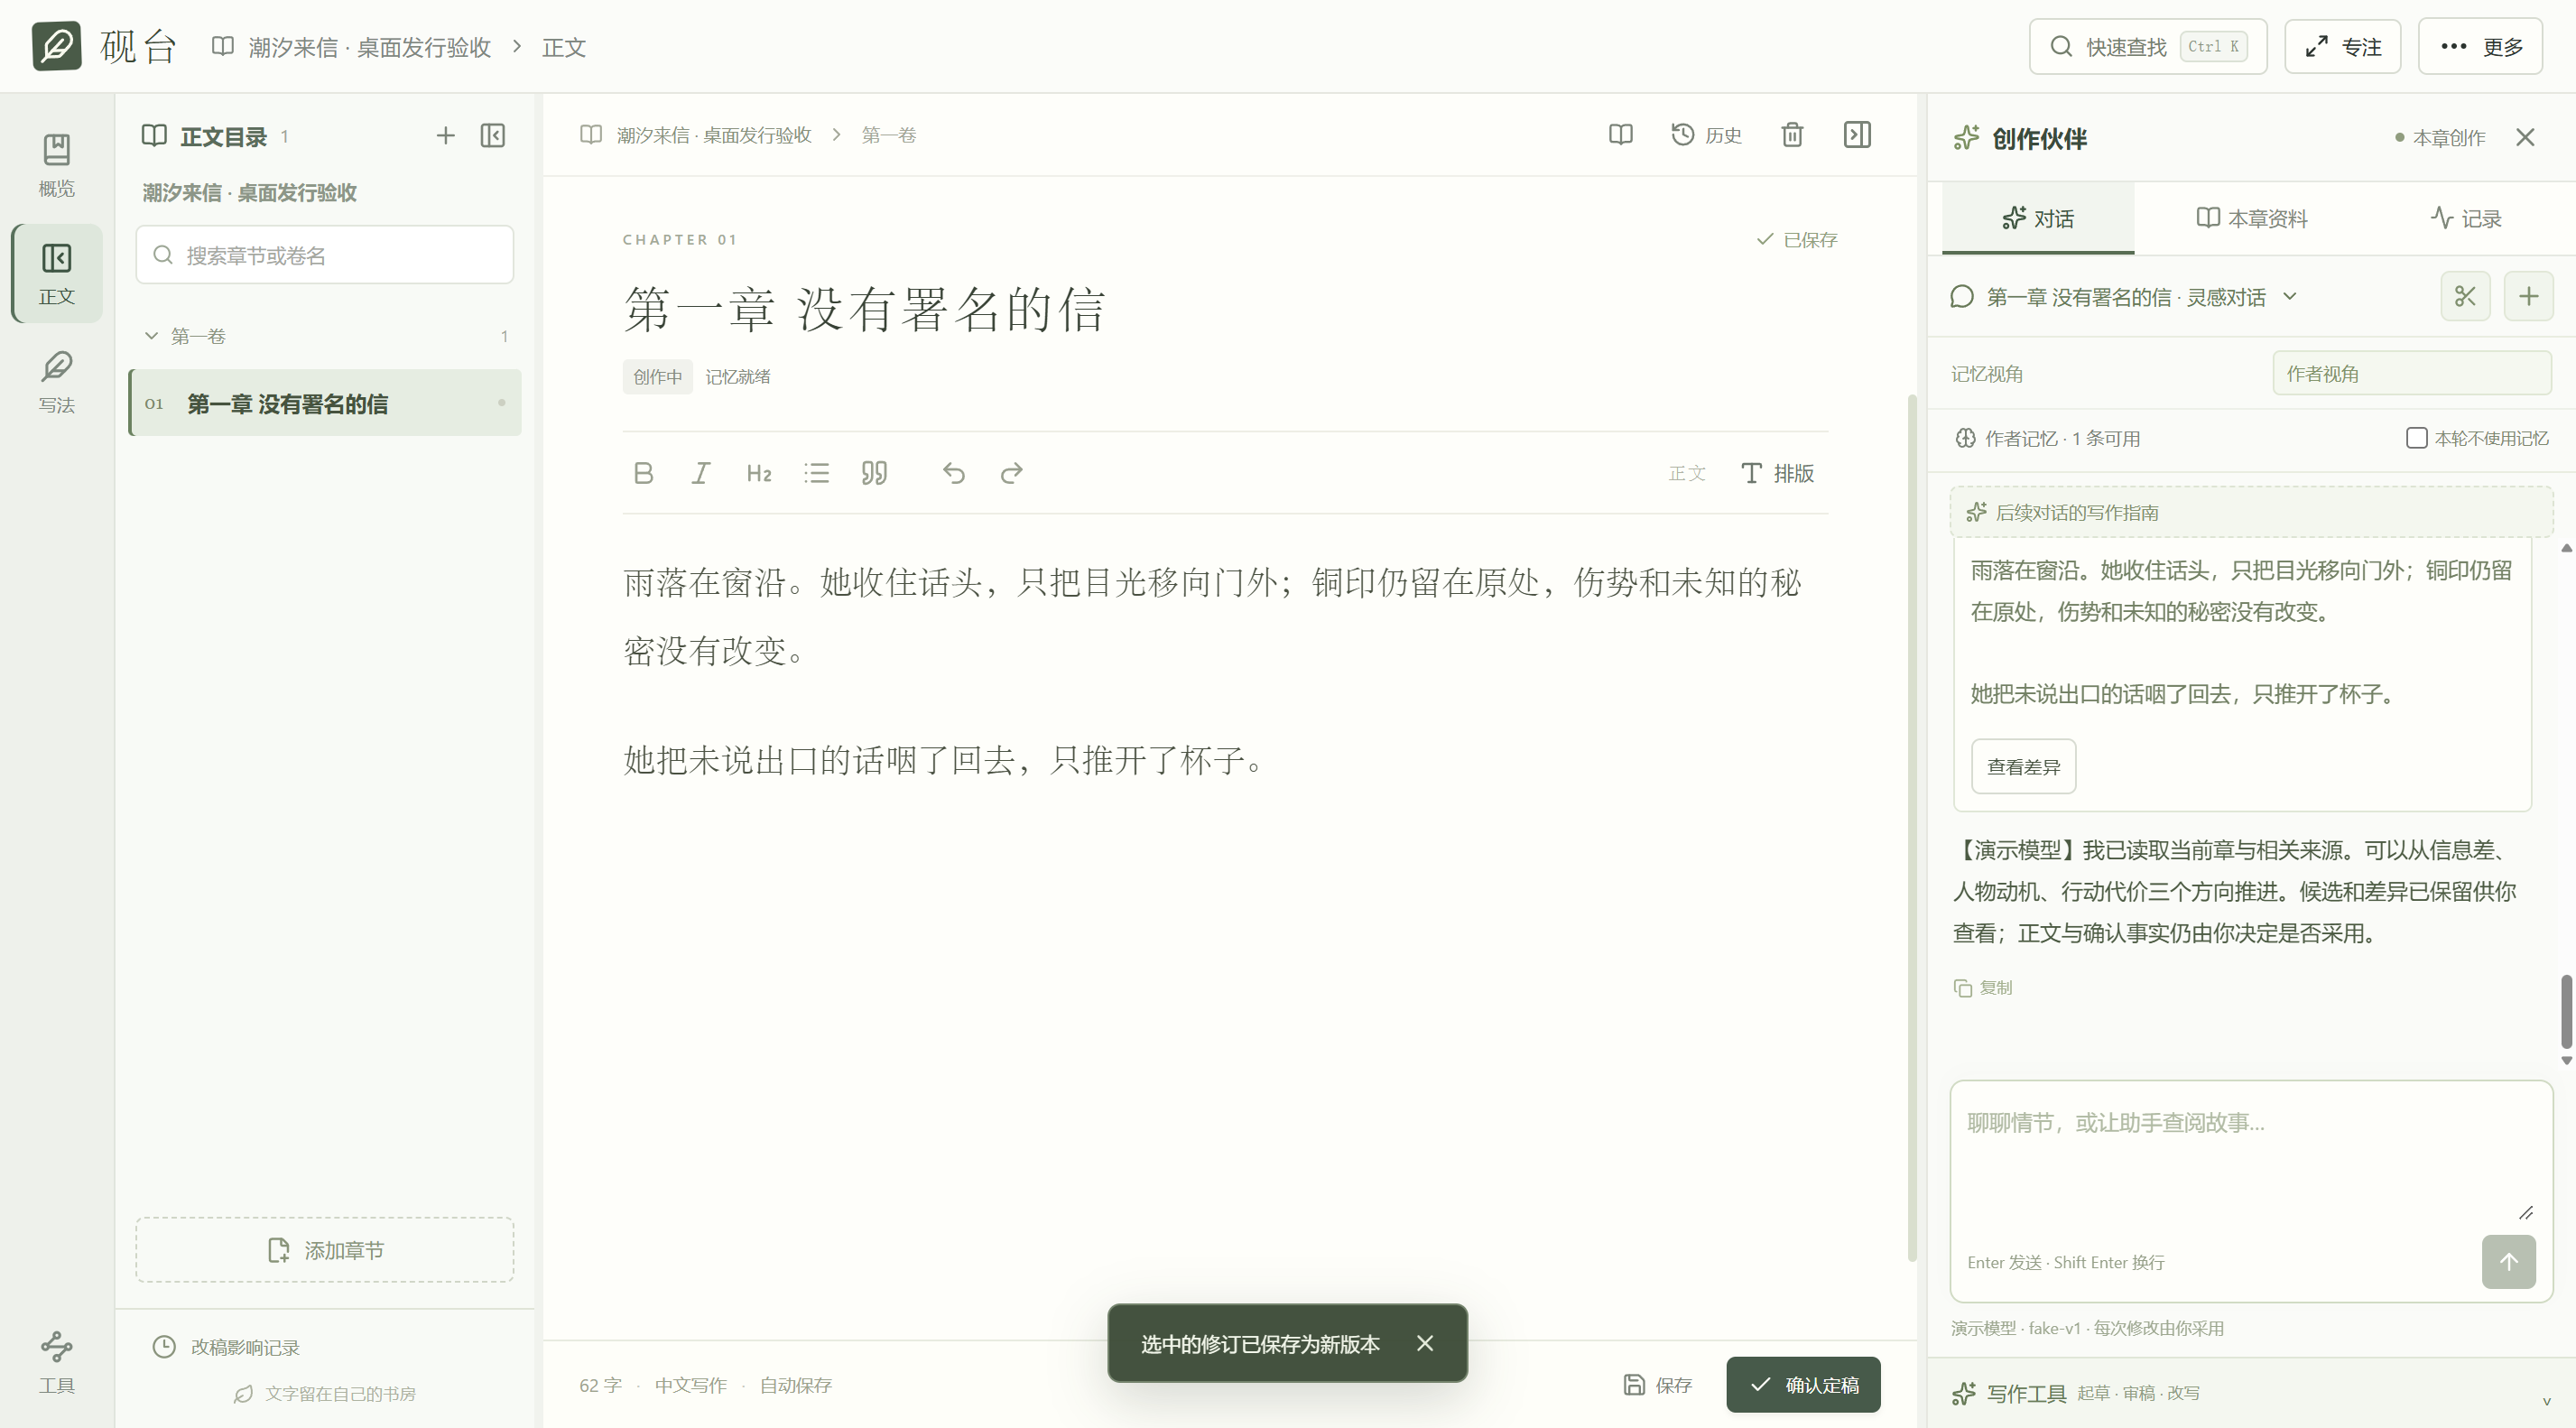 砚台
潮汐来信 · 桌面发行验收 > 正文
快速查找 Ctrl K
专注
更多
概览
正文
写法
工具
正文目录 1
潮汐来信 · 桌面发行验收
搜索章节或卷名
第一卷 1
01 第一章 没有署名的信
添加章节
改稿影响记录
文字留在自己的书房
潮汐来信 · 桌面发行验收 > 第一卷
历史
CHAPTER 01
已保存
第一章 没有署名的信
创作中 记忆就绪
B I H2
正文 排版
雨落在窗沿。她收住话头，只把目光移向门外；铜印仍留在原处，伤势和未知的秘
密没有改变。
她把未说出口的话咽了回去，只推开了杯子。
选中的修订已保存为新版本
62 字 · 中文写作 · 自动保存
保存
确认定稿
创作伙伴
本章创作
对话
本章资料
记录
第一章 没有署名的信 · 灵感对话
记忆视角
作者视角
作者记忆 · 1 条可用
本轮不使用记忆
后续对话的写作指南
雨落在窗沿。她收住话头，只把目光移向门外；铜印仍留
在原处，伤势和未知的秘密没有改变。
她把未说出口的话咽了回去，只推开了杯子。
查看差异
【演示模型】我已读取当前章与相关来源。可以从信息差、
人物动机、行动代价三个方向推进。候选和差异已保留供你
查看；正文与确认事实仍由你决定是否采用。
复制
聊聊情节，或让助手查阅故事...
Enter 发送 · Shift Enter 换行
演示模型 · fake-v1 · 每次修改由你采用
写作工具 起草 · 审稿 · 改写